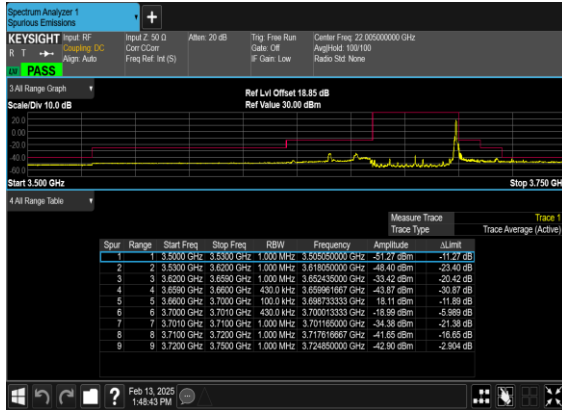 Spectrum Analyzer 1
Spurious Emissions
+
KEYSIGHT Input: RF Input Z: 50 Ω Atten: 20 dB Trig: Free Run Center Freq: 22.005000000 GHz
R T Coupling: DC Corr CCorr Gate: Off Avg|Hold: 100/100
Align: Auto Freq Ref: Int (S) IF Gain: Low Radio Std: None
PASS
3 All Range Graph Ref Lvl Offset 18.85 dB
Scale/Div 10.0 dB Ref Value 30.00 dBm
20.0
0.00
-20.0
-40.0
-60.0
Start 3.500 GHz Stop 3.750 GH
4 All Range Table
Measure Trace Trace 1
Trace Type Trace Average (Active)
Spur Range Start Freq Stop Freq RBW Frequency Amplitude ΔLimit
1 1 3.5000 GHz 3.5300 GHz 1.000 MHz 3.505050000 GHz -51.27 dBm -11.27 dB
2 2 3.5300 GHz 3.6200 GHz 1.000 MHz 3.618050000 GHz -48.40 dBm -23.40 dB
3 3 3.6200 GHz 3.6590 GHz 1.000 MHz 3.652435000 GHz -33.42 dBm -20.42 dB
4 4 3.6590 GHz 3.6600 GHz 430.0 kHz 3.659961667 GHz -43.87 dBm -30.87 dB
5 5 3.6600 GHz 3.7000 GHz 100.0 kHz 3.698733333 GHz 18.11 dBm -11.89 dB
6 6 3.7000 GHz 3.7010 GHz 430.0 kHz 3.700013333 GHz -18.99 dBm -5.989 dB
7 7 3.7010 GHz 3.7100 GHz 1.000 MHz 3.701165000 GHz -34.38 dBm -21.38 dB
8 8 3.7100 GHz 3.7200 GHz 1.000 MHz 3.717616667 GHz -41.65 dBm -16.65 dB
9 9 3.7200 GHz 3.7500 GHz 1.000 MHz 3.724850000 GHz -42.90 dBm -2.904 dB
? Feb 13, 2025
1:48:43 PM